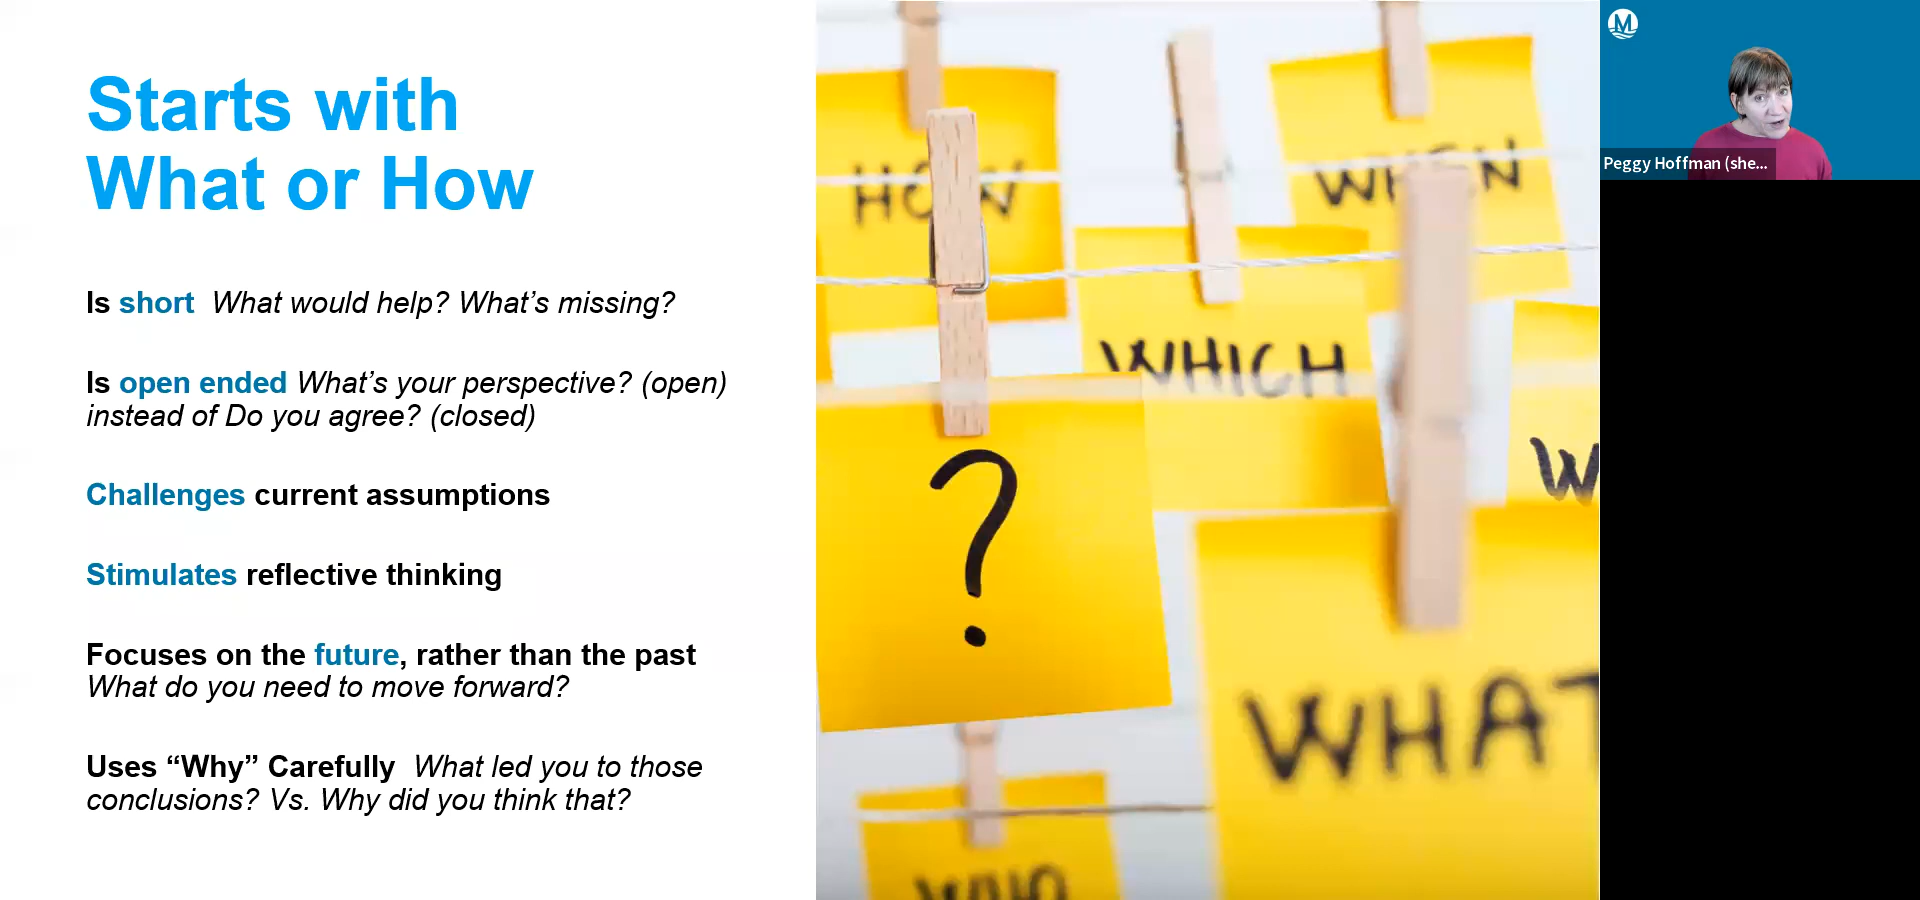 Starts with
What or How
Is short  What would help? What’s missing?
Is open ended What’s your perspective? (open)
instead of Do you agree? (closed)
Challenges current assumptions
Stimulates reflective thinking
Focuses on the future, rather than the past
What do you need to move forward?
Uses “Why” Carefully  What led you to those
conclusions? Vs. Why did you think that?
HOW
WHEN
WHICH
?
W
WHAT
WHO
M
Peggy Hoffman (she...